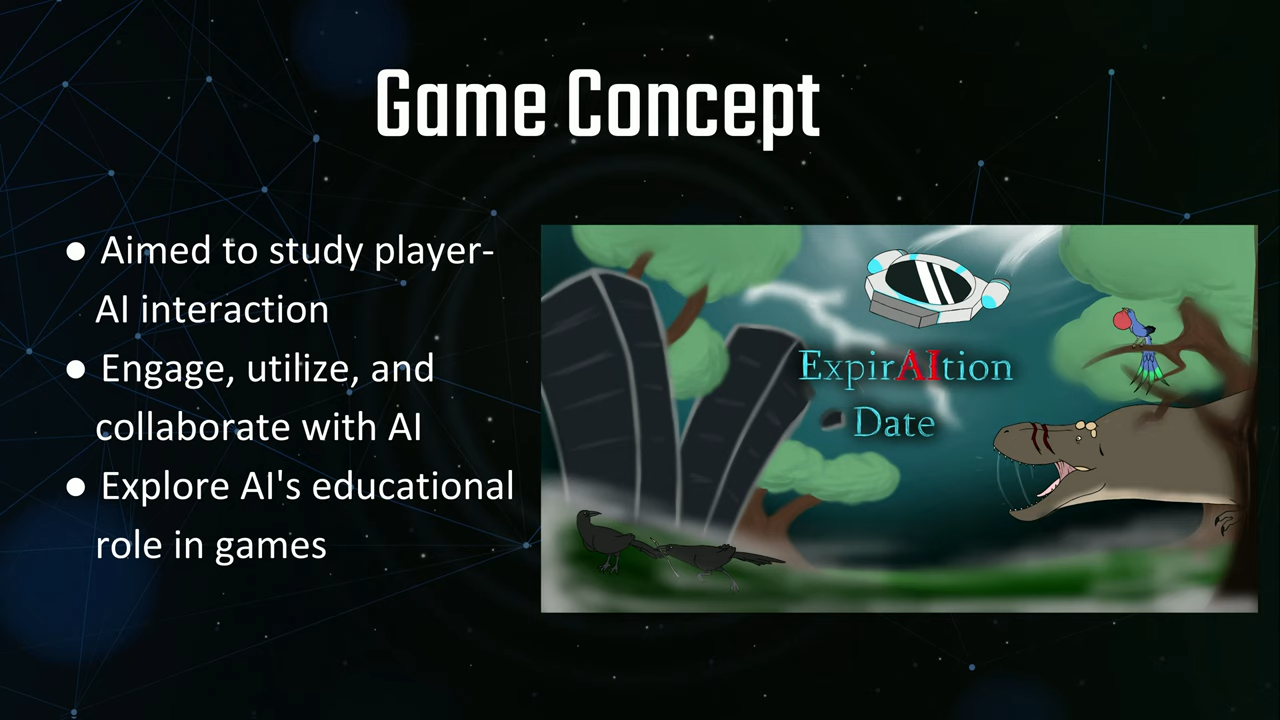 Game Concept
● Aimed to study player-
AI interaction
● Engage, utilize, and
collaborate with AI
● Explore AI's educational
role in games
ExpirAItion
Date